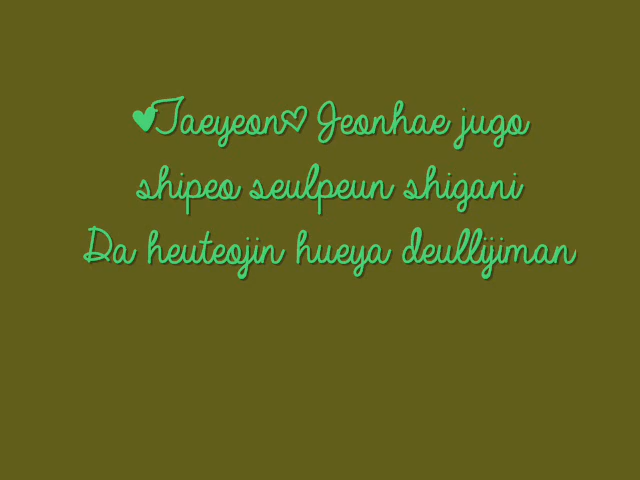 ♥Taeyeon♡ Jeonhae jugo
shipeo seulpeun shigani
Da heuteojin hueya deullijiman